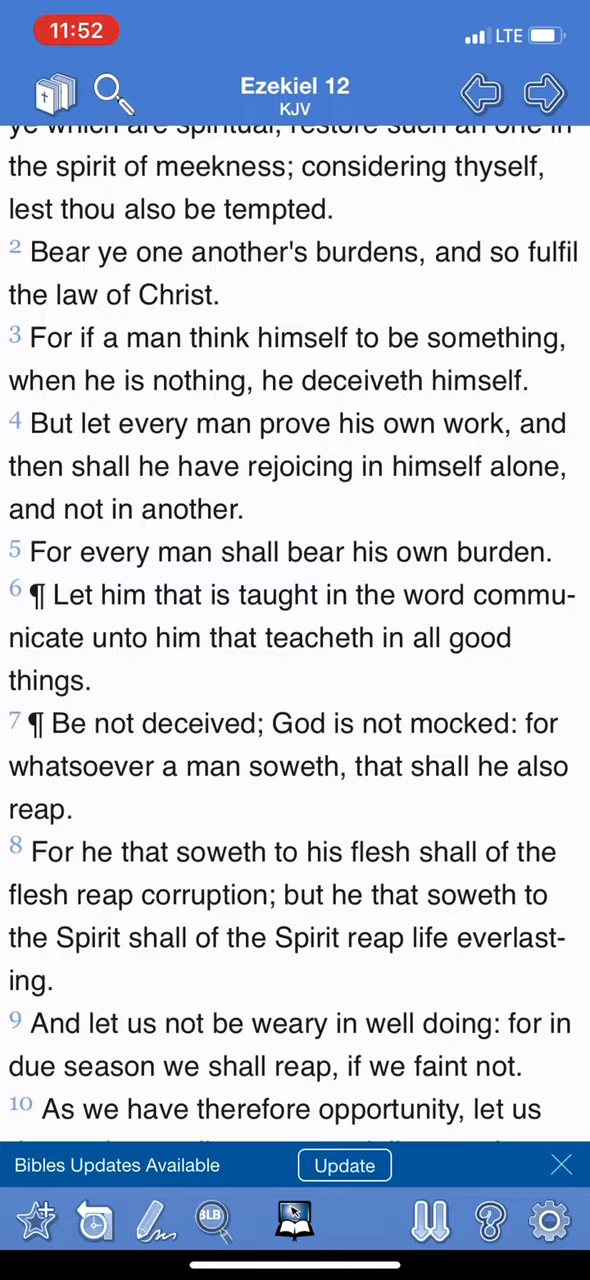 11:52
LTE
Ezekiel 12
KJV
ye which are spiritual, restore such an one in
the spirit of meekness; considering thyself,
lest thou also be tempted.
2 Bear ye one another's burdens, and so fulfil
the law of Christ.
3 For if a man think himself to be something,
when he is nothing, he deceiveth himself.
4 But let every man prove his own work, and
then shall he have rejoicing in himself alone,
and not in another.
5 For every man shall bear his own burden.
6 ¶ Let him that is taught in the word commu-
nicate unto him that teacheth in all good
things.
7 ¶ Be not deceived; God is not mocked: for
whatsoever a man soweth, that shall he also
reap.
8 For he that soweth to his flesh shall of the
flesh reap corruption; but he that soweth to
the Spirit shall of the Spirit reap life everlast-
ing.
9 And let us not be weary in well doing: for in
due season we shall reap, if we faint not.
10 As we have therefore opportunity, let us
Bibles Updates Available
Update
BLB